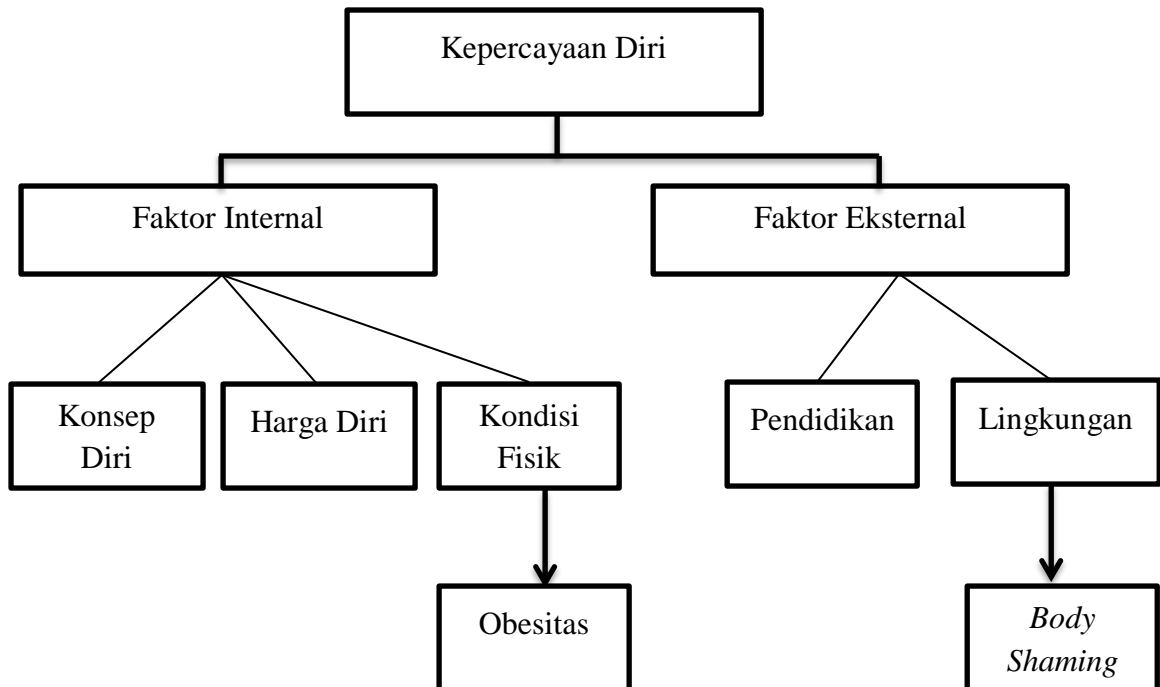 Kepercayaan Diri
Faktor Internal
Faktor Eksternal
Konsep
Diri
Harga Diri
Kondisi
Fisik
Pendidikan
Lingkungan
Obesitas
Body
Shaming